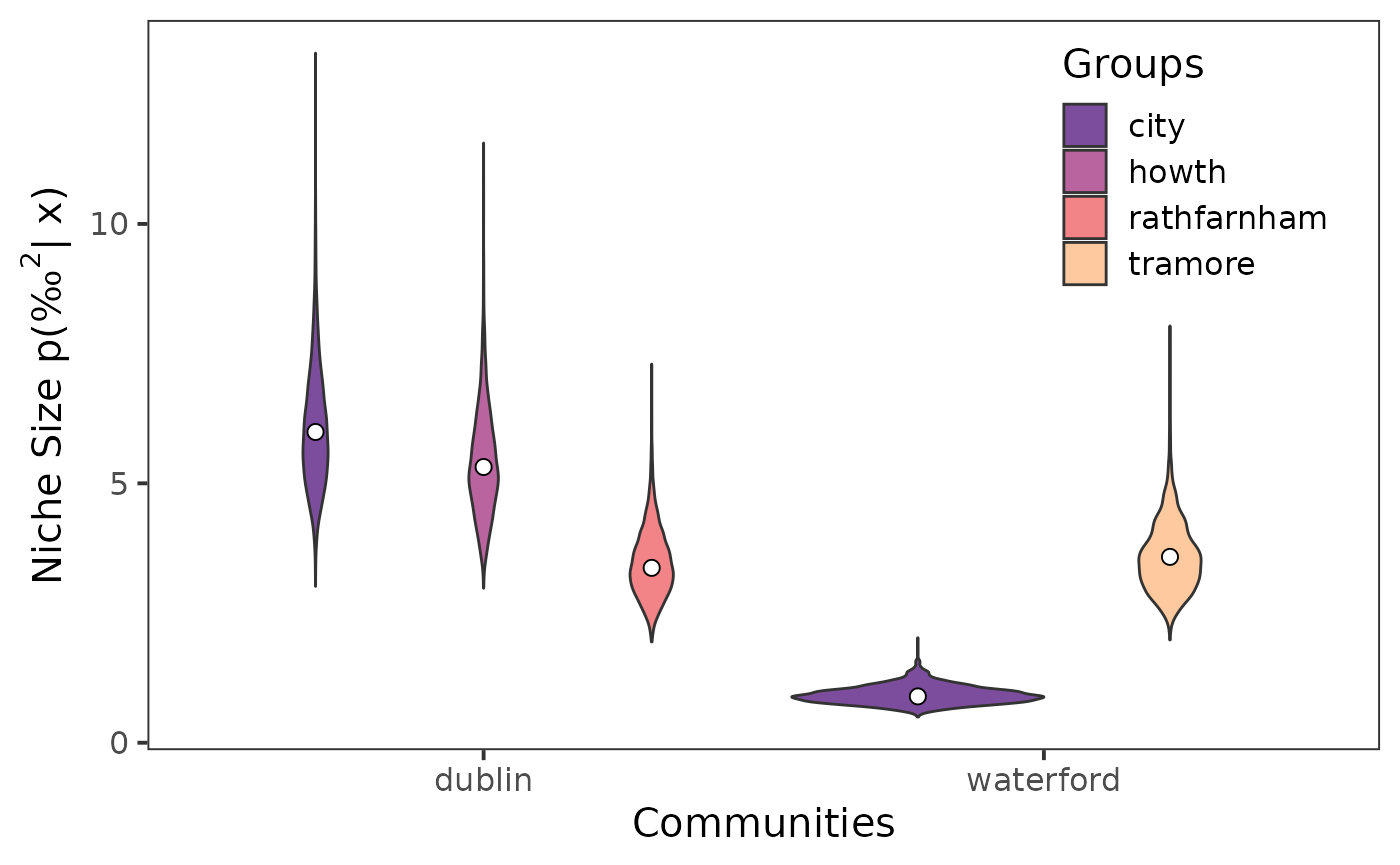 Groups
city
howth
rathfarnham
tramore
Niche Size p(‰²| x)
10
5
0
dublin
waterford
Communities